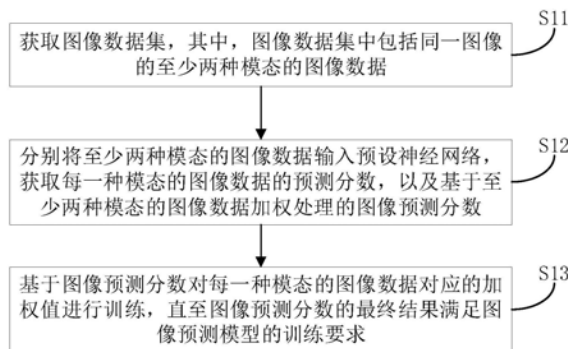 S11
获取图像数据集，其中，图像数据集中包括同一图像
的至少两种模态的图像数据
S12
分别将至少两种模态的图像数据输入预设神经网络，
获取每一种模态的图像数据的预测分数，以及基于至
少两种模态的图像数据加权处理的图像预测分数
S13
基于图像预测分数对每一种模态的图像数据对应的加
权值进行训练，直至图像预测分数的最终结果满足图
像预测模型的训练要求